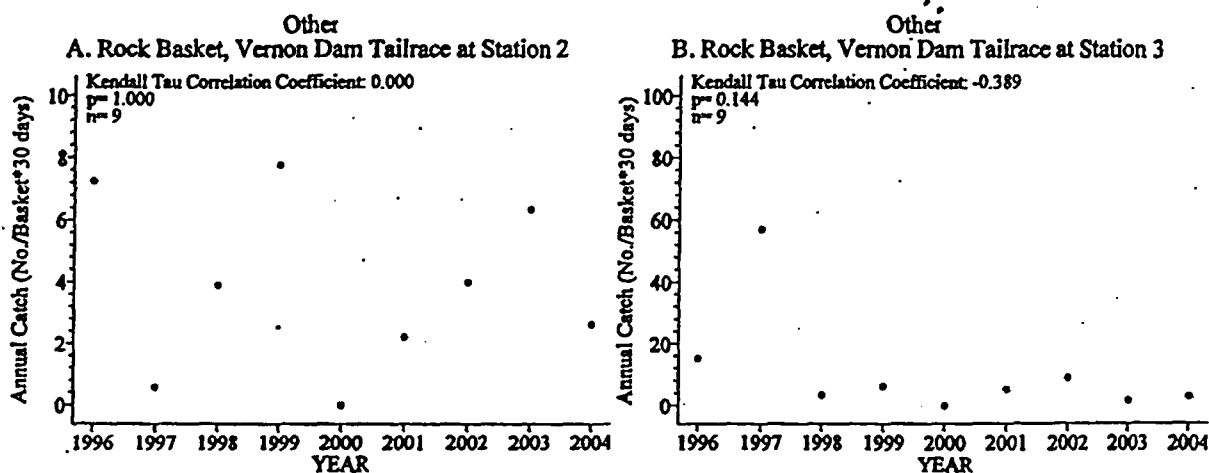 Other
A. Rock Basket, Vernon Dam Tailrace at Station 2
Kendall Tau Correlation Coefficient: 0.000
p= 1.000
n= 9
Annual Catch (No./Basket*30 days)
10
8
6
4
2
0
1996 1997 1998 1999 2000 2001 2002 2003 2004
YEAR
Other
B. Rock Basket, Vernon Dam Tailrace at Station 3
Kendall Tau Correlation Coefficient: -0.389
p= 0.144
n= 9
Annual Catch (No./Basket*30 days)
100
80
60
40
20
0
1996 1997 1998 1999 2000 2001 2002 2003 2004
YEAR